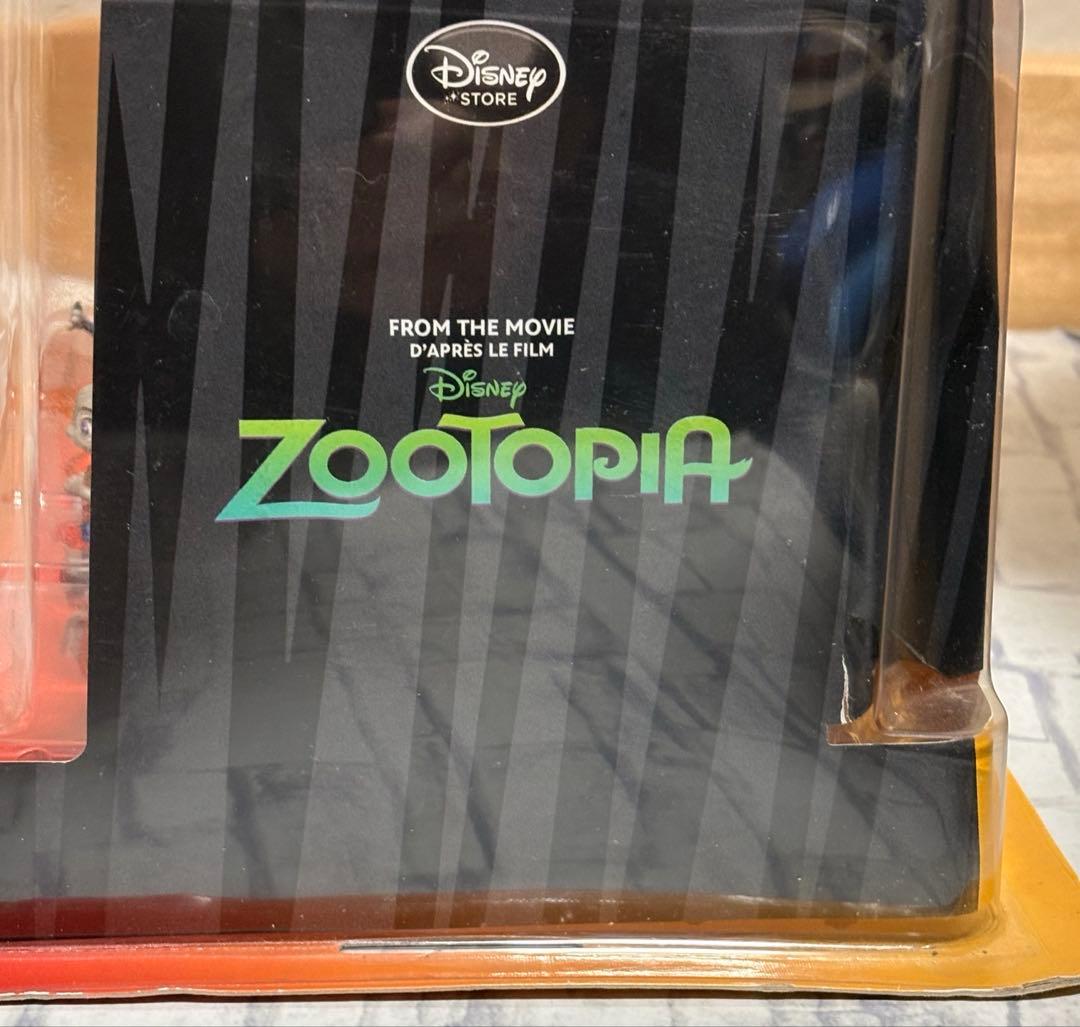 Disney
STORE
FROM THE MOVIE
D'APRÈS LE FILM
Disney
ZOOTOPIA